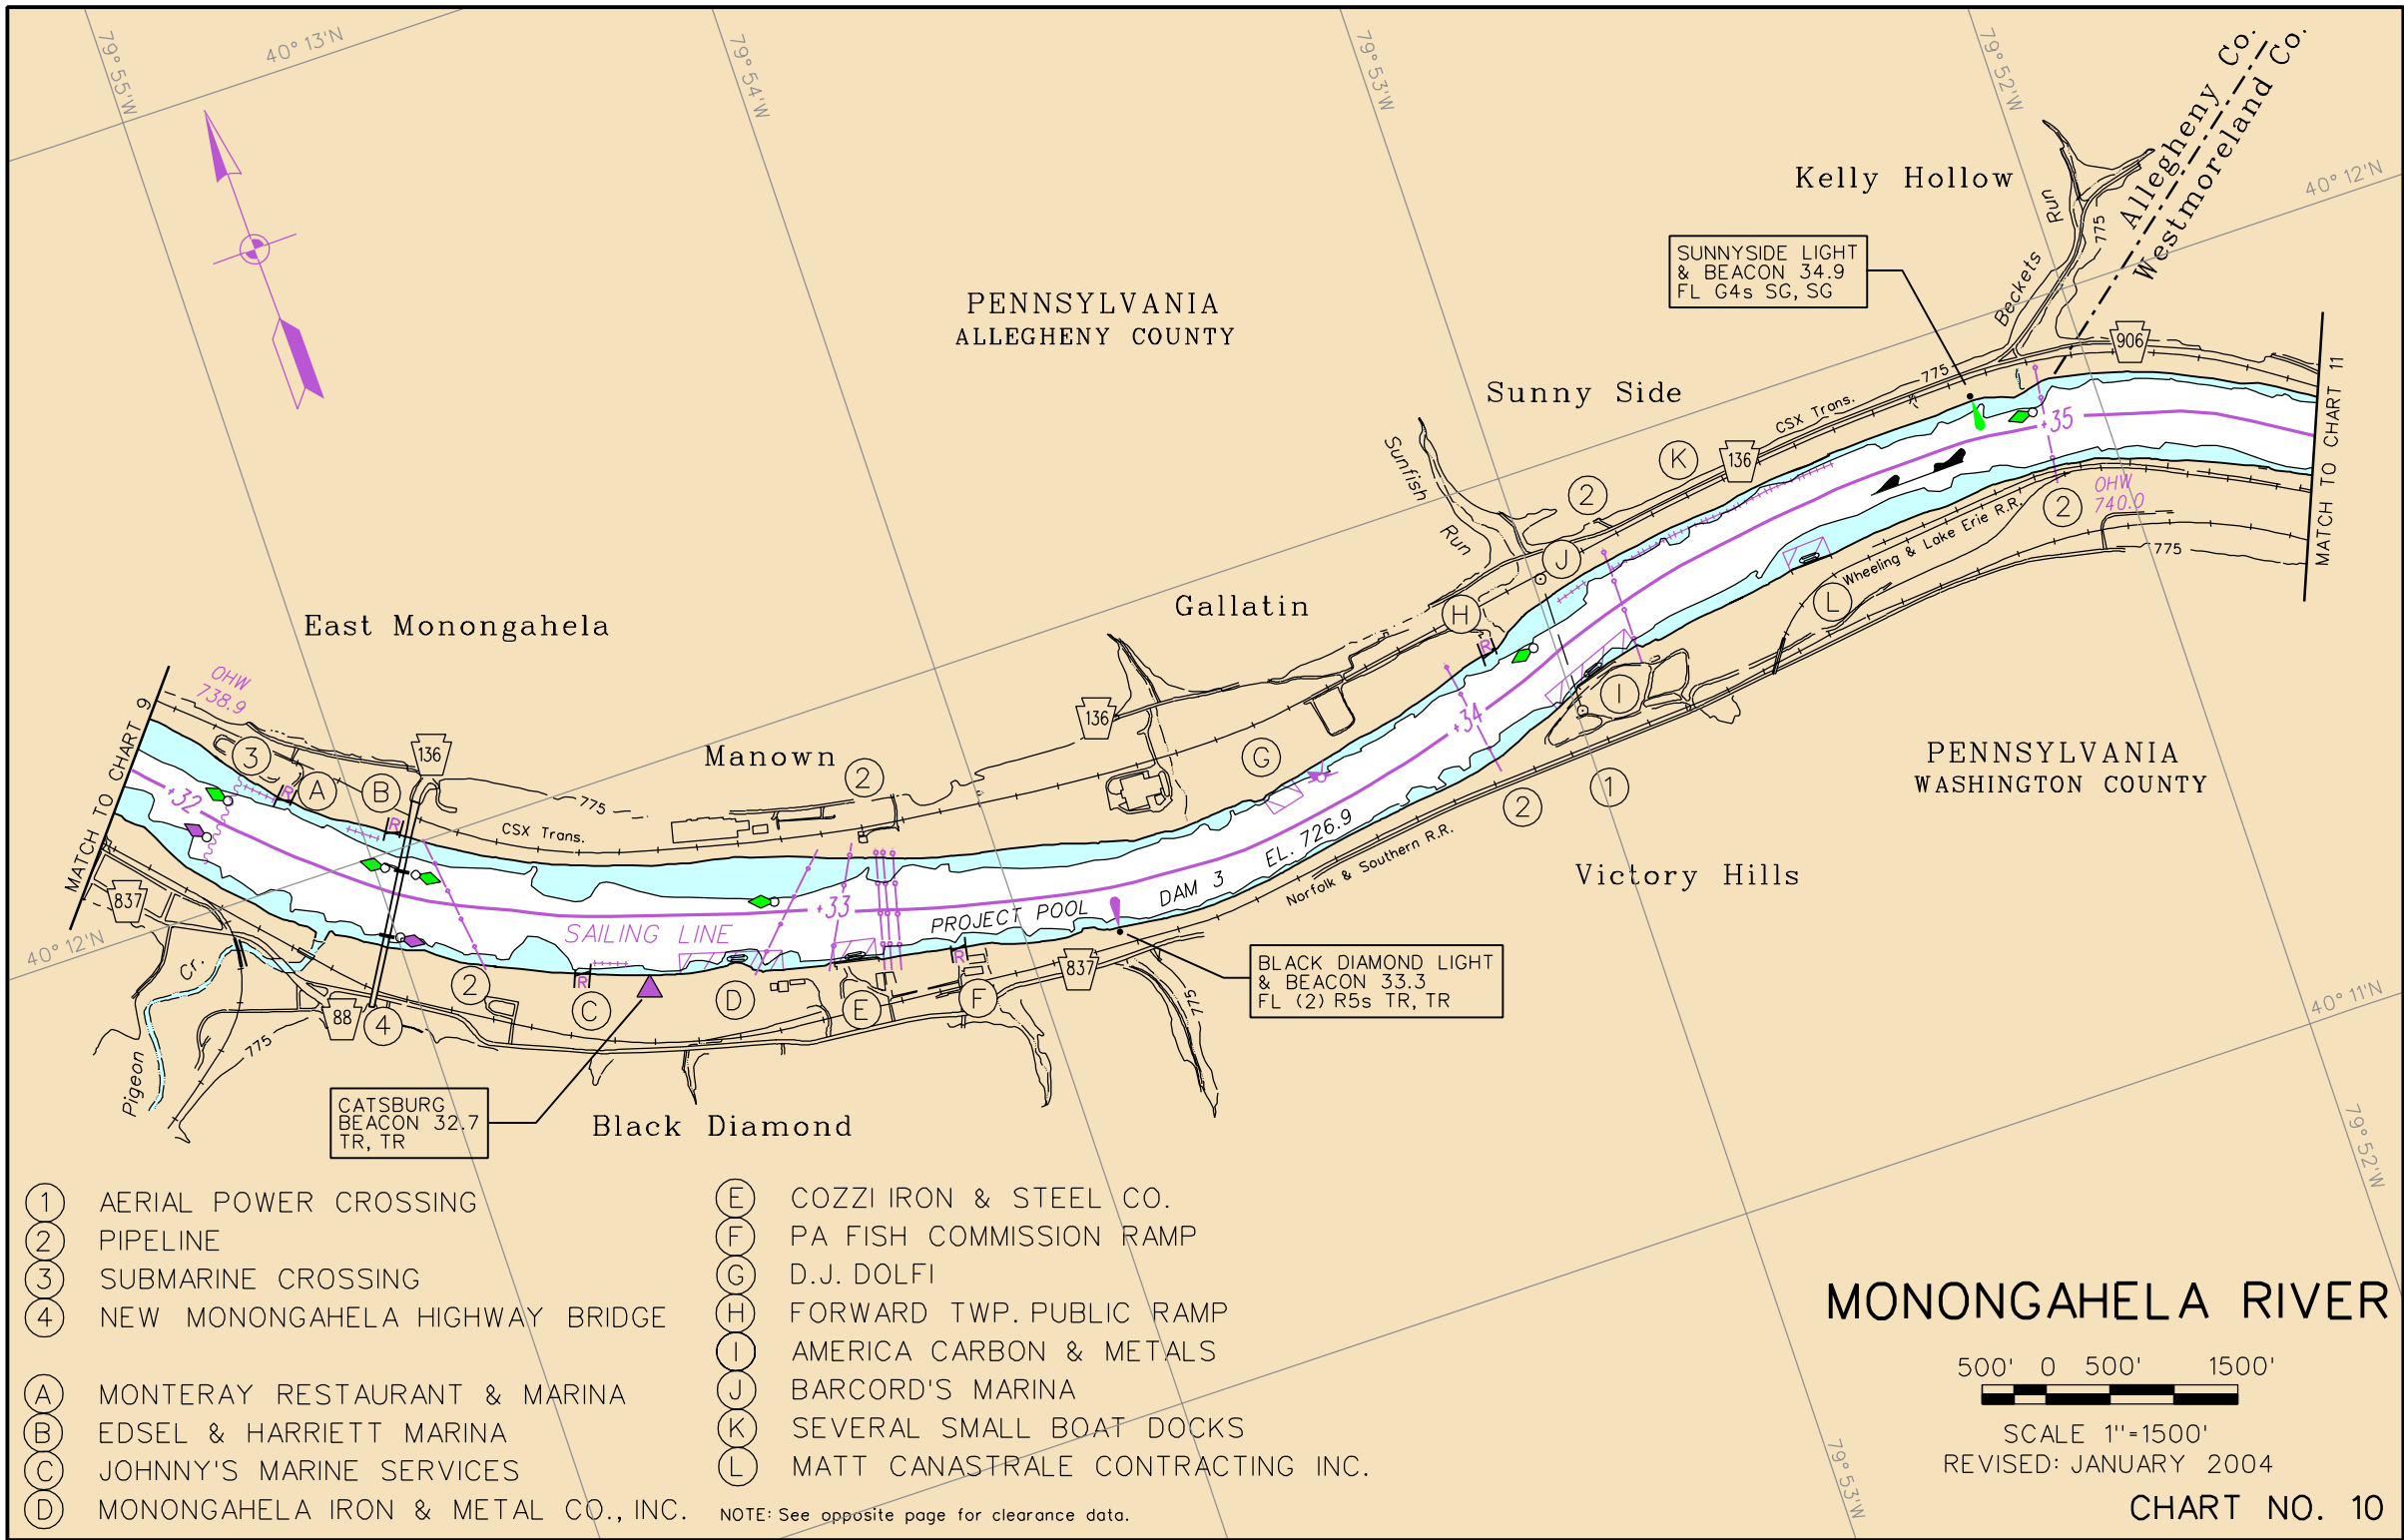 79° 55'W
40° 13'N
79° 54'W
79° 53'W
79° 52'W
Allegheny Co.
Westmoreland Co.
40° 12'N
Kelly Hollow
Beckets Run
775
SUNNYSIDE LIGHT
& BEACON 34.9
FL G4s SG, SG
PENNSYLVANIA
ALLEGHENY COUNTY
906
MATCH TO CHART 11
Sunny Side
775
CSX Trans.
+35
136
K
2
Sunfish Run
OHW
740.0
2
Wheeling & Lake Erie R.R.
775
J
L
Gallatin
H
R
I
East Monongahela
OHW
738.9
136
+34
G
PENNSYLVANIA
WASHINGTON COUNTY
MATCH TO CHART 9
3
A
B
136
R
R
Manown
2
775
CSX Trans.
+32
1
2
EL. 726.9
Norfolk & Southern R.R.
Victory Hills
DAM 3
PROJECT POOL
+33
SAILING LINE
837
40° 12'N
Cr.
Pigeon
88
4
775
2
R
C
D
E
R
F
837
775
BLACK DIAMOND LIGHT
& BEACON 33.3
FL (2) R5s TR, TR
40° 11'N
CATSBURG
BEACON 32.7
TR, TR
Black Diamond
79° 52'W
1 AERIAL POWER CROSSING
2 PIPELINE
3 SUBMARINE CROSSING
4 NEW MONONGAHELA HIGHWAY BRIDGE
A MONTERAY RESTAURANT & MARINA
B EDSEL & HARRIETT MARINA
C JOHNNY'S MARINE SERVICES
D MONONGAHELA IRON & METAL CO., INC.
E COZZI IRON & STEEL CO.
F PA FISH COMMISSION RAMP
G D.J. DOLFI
H FORWARD TWP. PUBLIC RAMP
I AMERICA CARBON & METALS
J BARCORD'S MARINA
K SEVERAL SMALL BOAT DOCKS
L MATT CANASTRALE CONTRACTING INC.
NOTE: See opposite page for clearance data.
79° 53'W
MONONGAHELA RIVER
500' 0 500' 1500'
SCALE 1''=1500'
REVISED: JANUARY 2004
CHART NO. 10